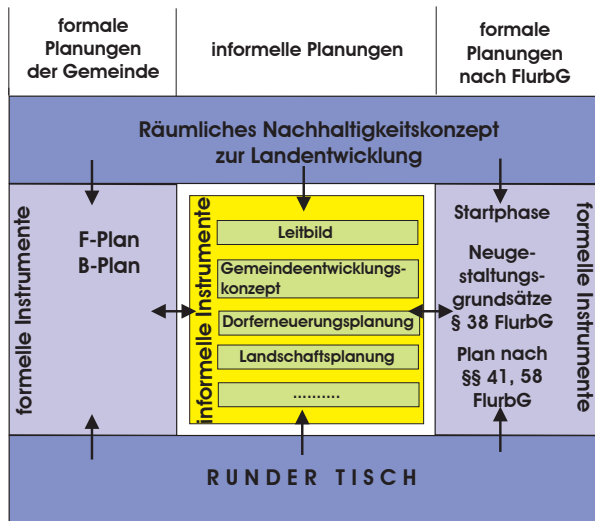 formale
Planungen
der Gemeinde
informelle Planungen
formale
Planungen
nach FlurbG
Räumliches Nachhaltigkeitskonzept
zur Landentwicklung
formelle Instrumente
F-Plan
B-Plan
informelle Instrumente
Leitbild
Gemeindeentwicklungs-
konzept
Dorferneuerungsplanung
Landschaftsplanung
..........
Startphase
Neuge-
staltungs-
grundsätze
§ 38 FlurbG
Plan nach
§§ 41, 58
FlurbG
formelle Instrumente
RUNDER TISCH